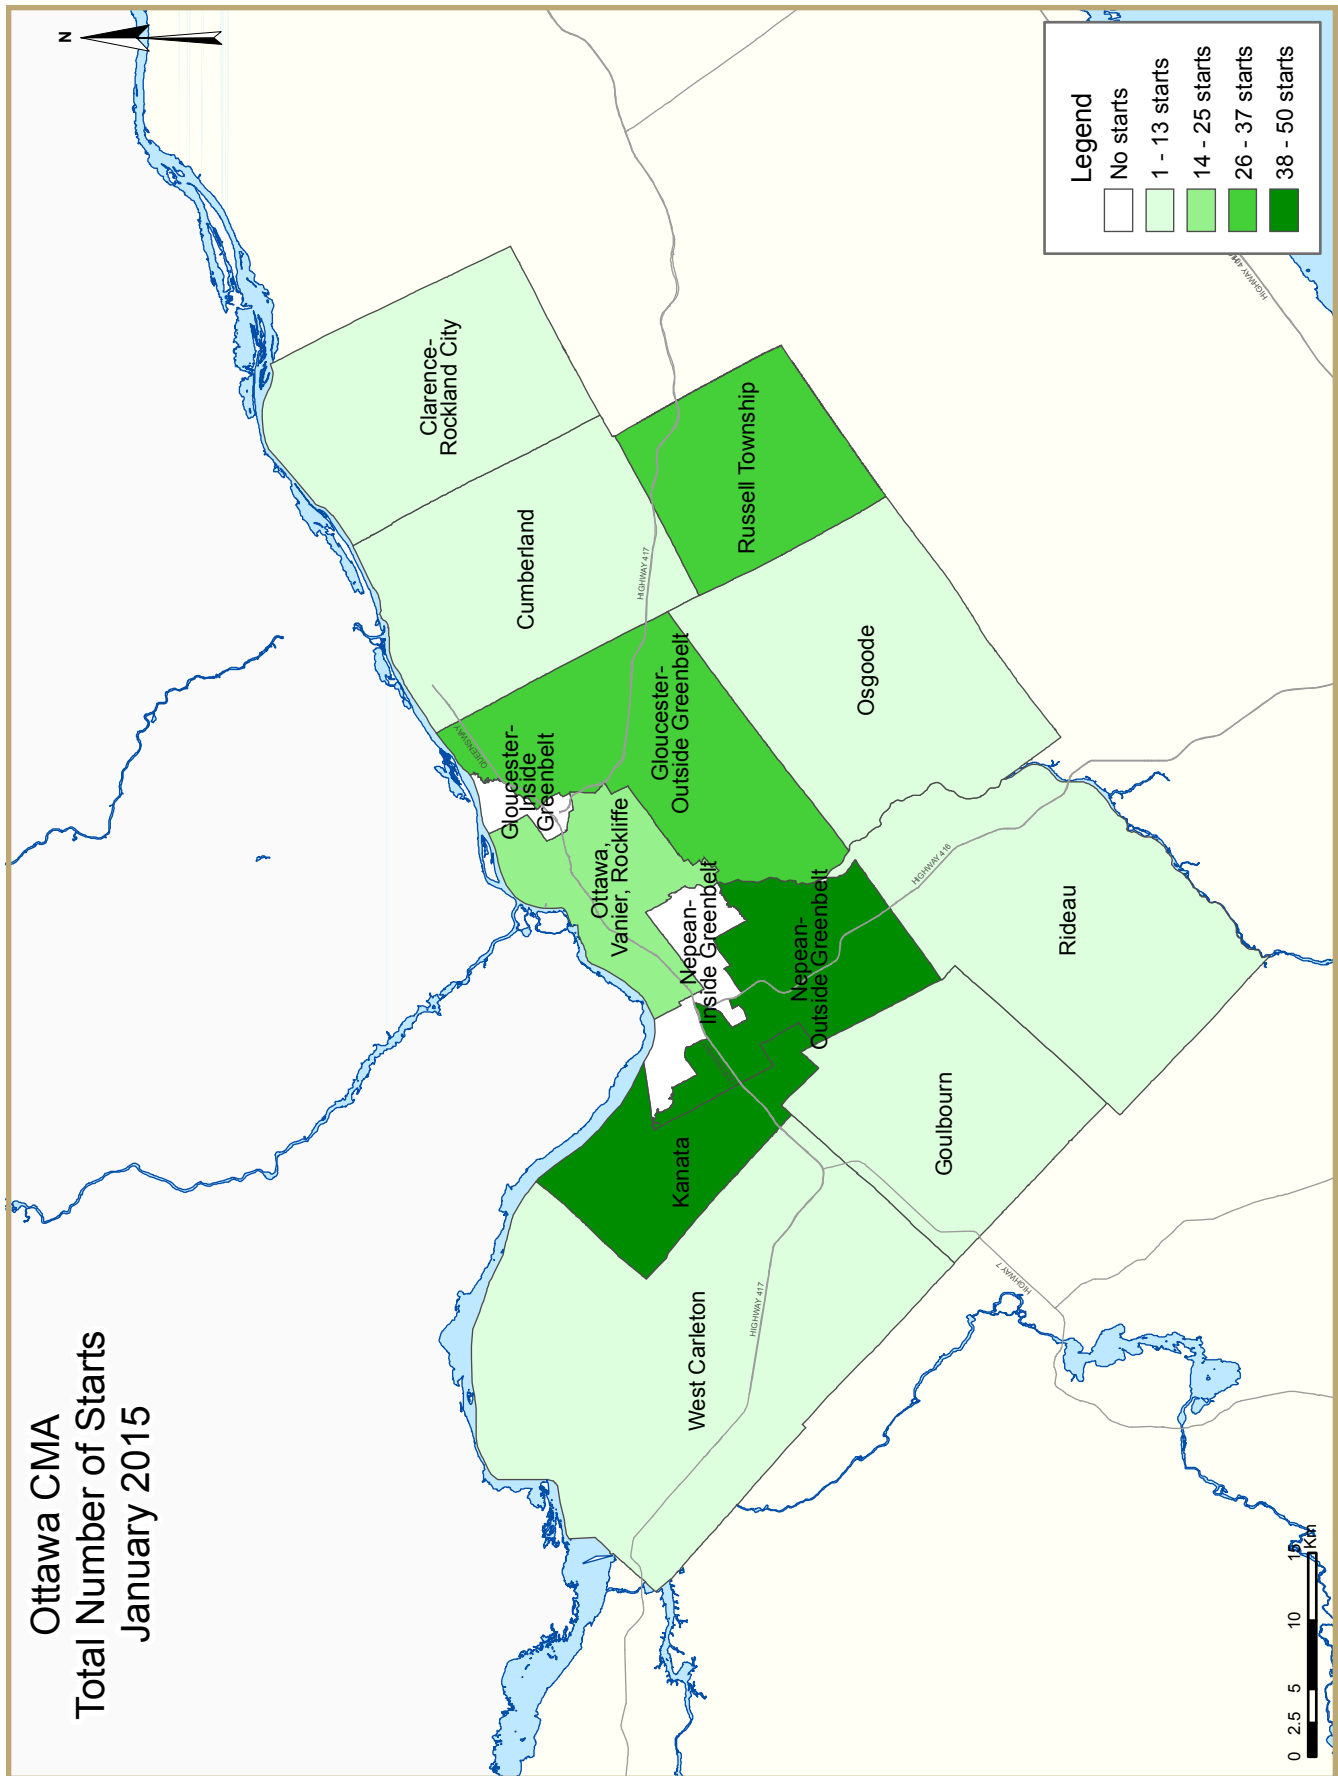 Ottawa CMA
Total Number of Starts
January 2015
N
Clarence-
Rockland City
Cumberland
QUEENSWAY
HIGHWAY 417
Russell Township
Gloucester-
Inside
Greenbelt
Gloucester-
Outside Greenbelt
Ottawa,
Vanier, Rockliffe
Osgoode
Nepean-
Inside Greenbelt
Nepean-
Outside Greenbelt
HIGHWAY 416
Rideau
Kanata
Goulbourn
West Carleton
HIGHWAY 417
HIGHWAY 7
Legend
No starts
1 - 13 starts
14 - 25 starts
26 - 37 starts
38 - 50 starts
0 2.5 5 10 15
Km